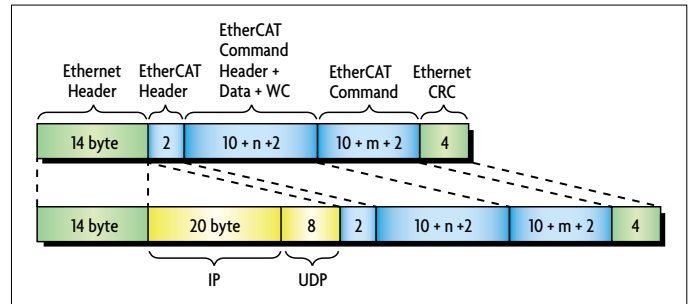 EtherCAT
Command
Header +
Data + WC
Ethernet
Header
EtherCAT
Header
EtherCAT
Command
Ethernet
CRC
14 byte
2
10 + n +2
10 + m + 2
4
14 byte
20 byte
8
2
10 + n +2
10 + m + 2
4
IP
UDP